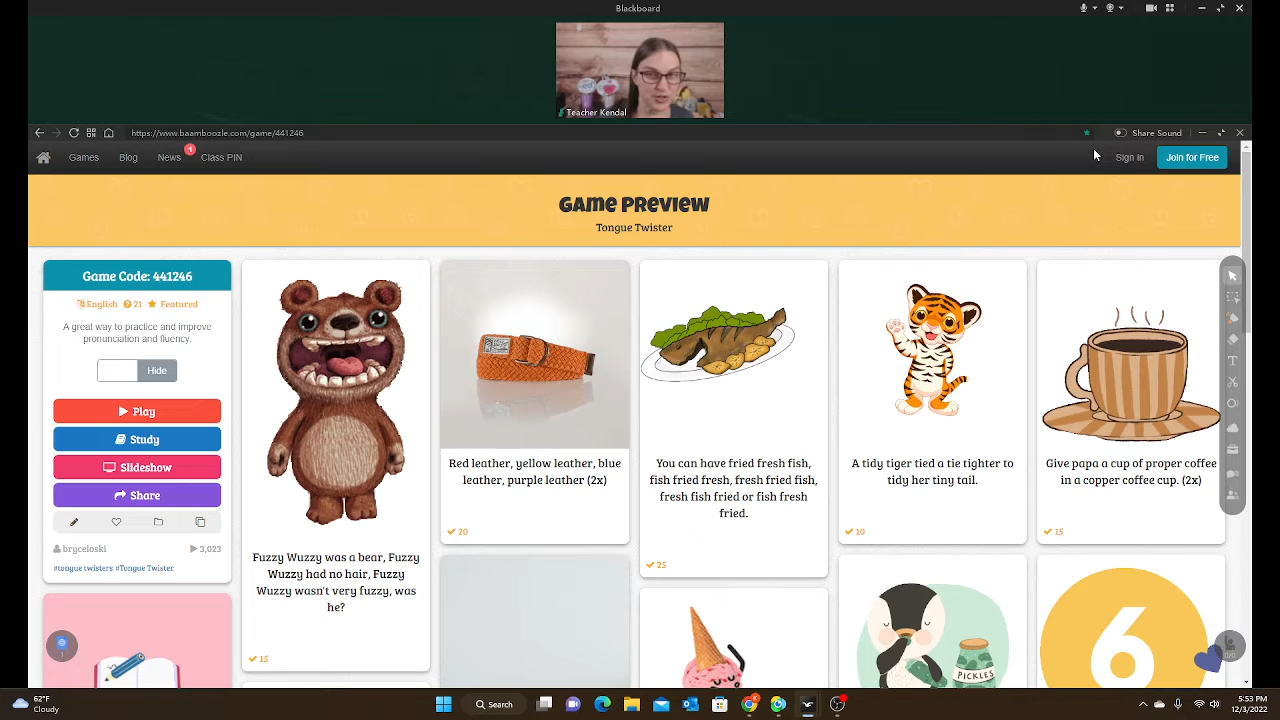 Blackboard
Teacher Kendal
https://www.baamboozle.com/game/441246
Share Sound
Games
Blog
News
1
Class PIN
Sign in
Join for Free
Game Preview
Tongue Twister
Game Code: 441246
English 21 Featured
A great way to practice and improve
pronunciation and fluency.
Hide
Play
Study
Slideshow
Share
bryceloski
3,023
#tongue twisters #Tongue Twister
Fuzzy Wuzzy was a bear, Fuzzy
Wuzzy had no hair, Fuzzy
Wuzzy wasn't very fuzzy, was
he?
15
Red leather, yellow leather, blue
leather, purple leather (2x)
20
You can have fried fresh fish,
fish fried fresh, fresh fried fish,
fresh fish fried or fish fresh
fried.
25
A tidy tiger tied a tie tighter to
tidy her tiny tail.
10
Give papa a cup of proper coffee
in a copper coffee cup. (2x)
15
PICKLES
6
0/0
62°F
Cloudy
Search
5:53
12/3/2022